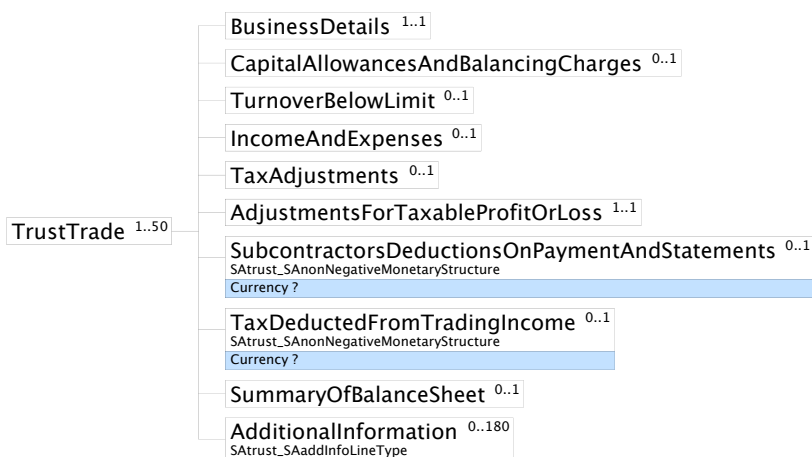 BusinessDetails 1..1
CapitalAllowancesAndBalancingCharges 0..1
TurnoverBelowLimit 0..1
IncomeAndExpenses 0..1
TaxAdjustments 0..1
AdjustmentsForTaxableProfitOrLoss 1..1
TrustTrade 1..50
SubcontractorsDeductionsOnPaymentAndStatements 0..1
SAtrust_SAnonNegativeMonetaryStructure
Currency ?
TaxDeductedFromTradingIncome 0..1
SAtrust_SAnonNegativeMonetaryStructure
Currency ?
SummaryOfBalanceSheet 0..1
AdditionalInformation 0..180
SAtrust_SAaddInfoLineType